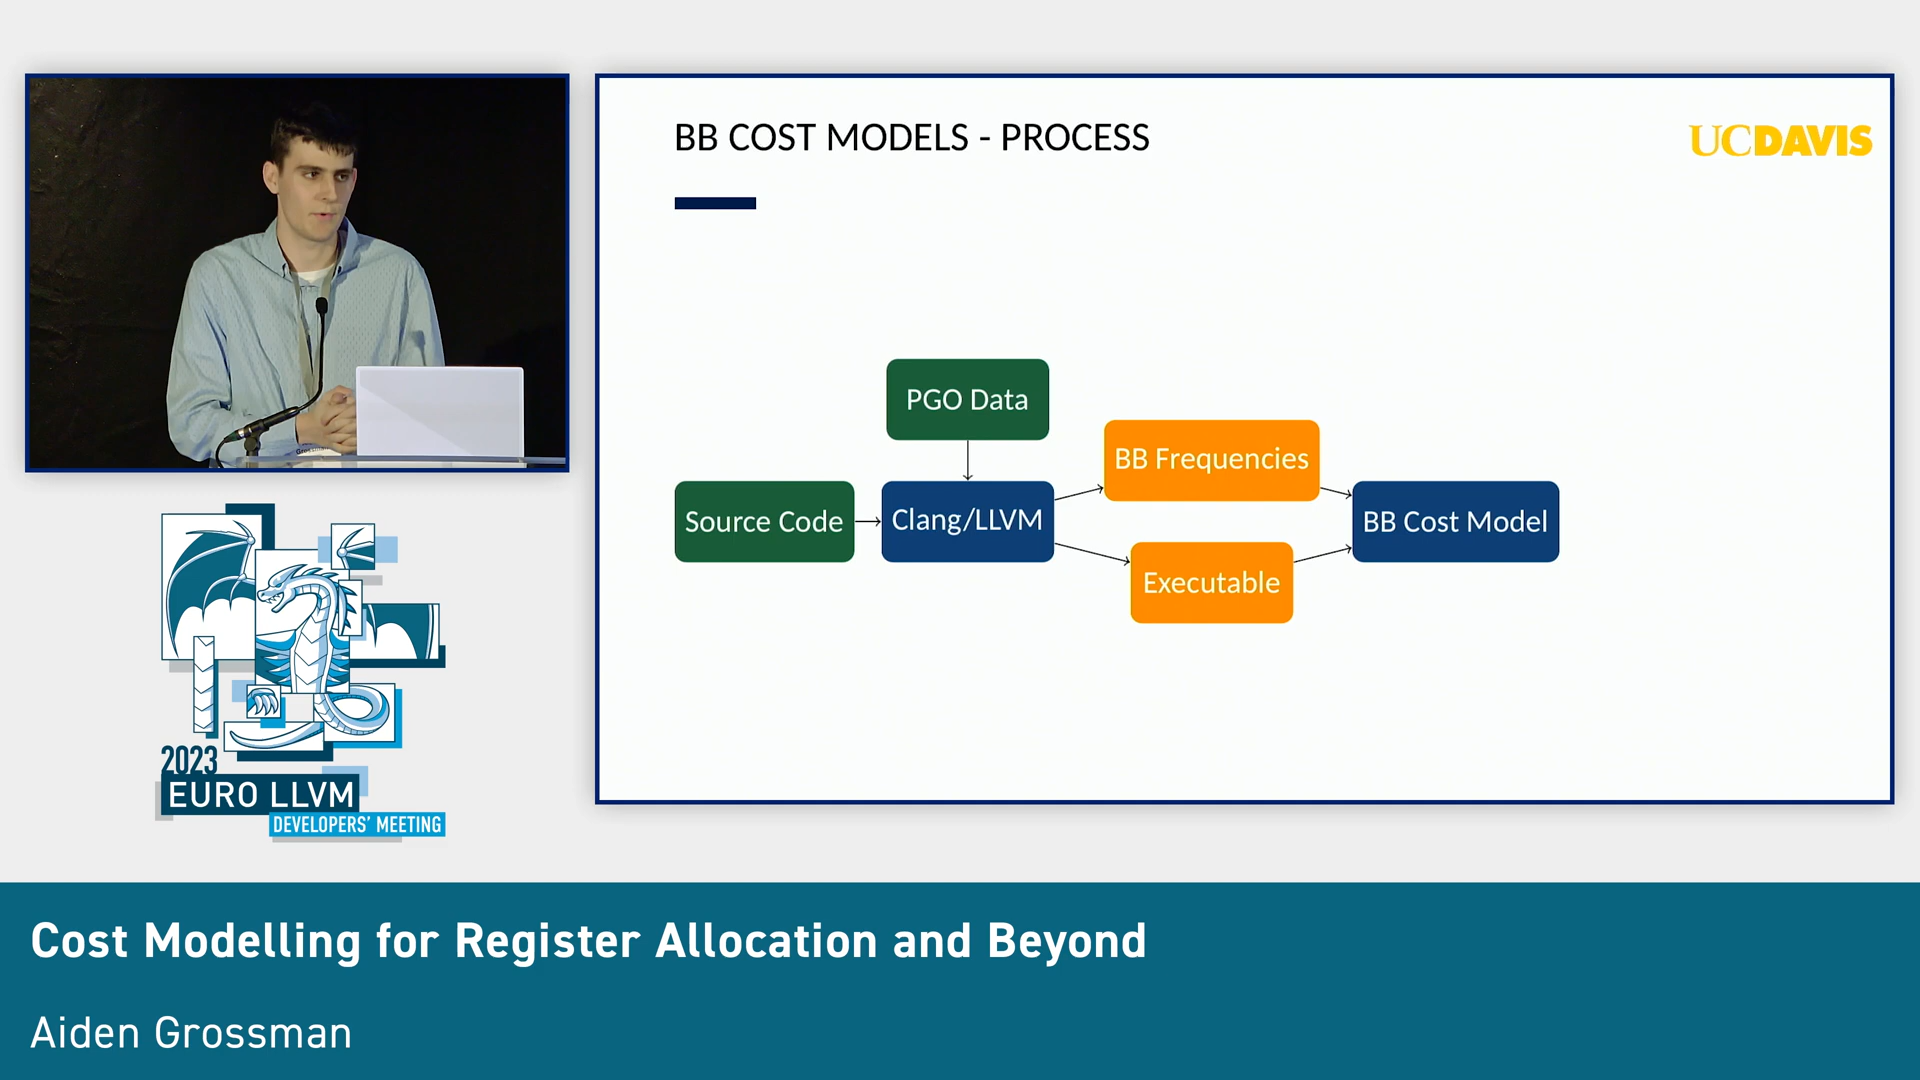 BB COST MODELS - PROCESS
UCDAVIS
PGO Data
BB Frequencies
Source Code
Clang/LLVM
BB Cost Model
Executable
Grossman
2023
EURO LLVM
DEVELOPERS' MEETING
Cost Modelling for Register Allocation and Beyond
Aiden Grossman